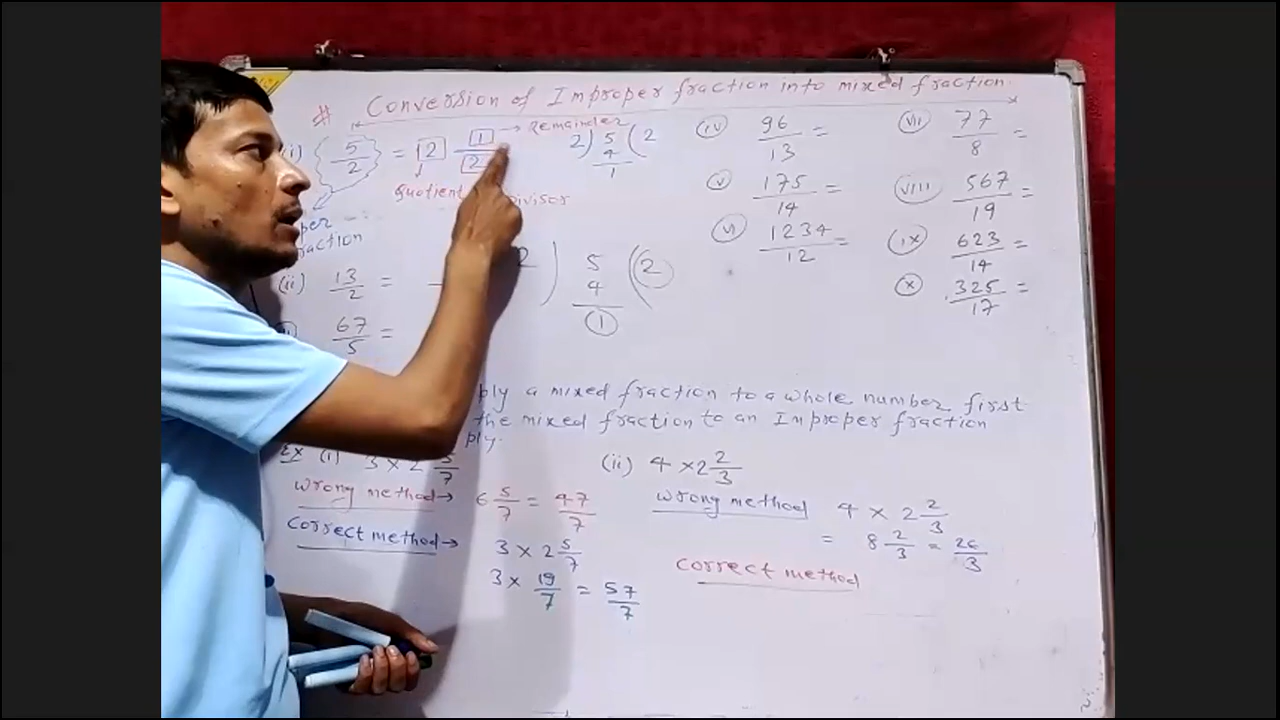 # Conversion of Improper fraction into mixed fraction
(i) 5/2 = 2 1/2 → Remainder
Quotient Divisor
2) 5 (2
4
1
fraction
(ii) 13/2 =
67/5 =
2) 5 (2
4
1
(iv) 96/13 =
(v) 175/14 =
(vi) 1234/12 =
(vii) 77/8 =
(viii) 567/19 =
(ix) 623/14 =
(x) 325/17 =
ply a mixed fraction to a whole number, first
the mixed fraction to an Improper fraction
ply.
Ex (i) 3 × 2 5/7
Wrong method → 6 5/7 = 47/7
Correct method → 3 × 2 5/7
3 × 19/7 = 57/7
(ii) 4 × 2 2/3
Wrong method 4 × 2 2/3
= 8 2/3 = 26/3
Correct method